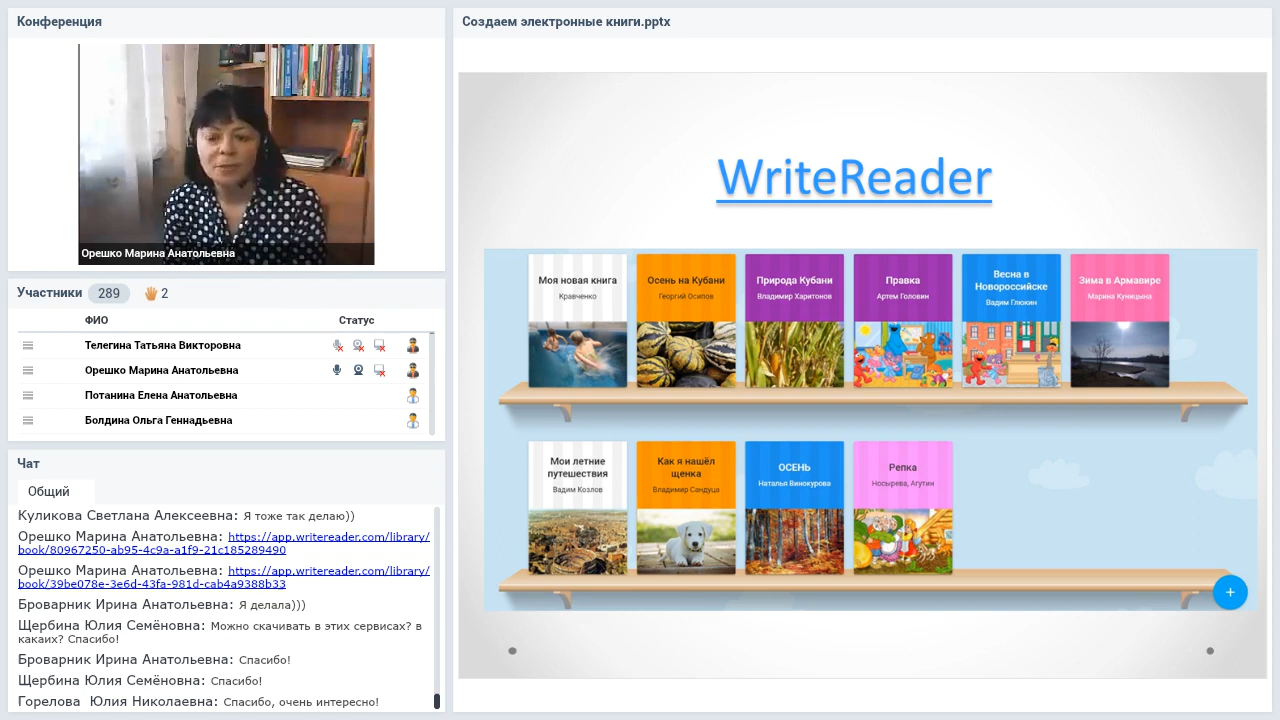 Конференция
Орешко Марина Анатольевна
Участники 289 2
ФИО Статус
Телегина Татьяна Викторовна
Орешко Марина Анатольевна
Потанина Елена Анатольевна
Болдина Ольга Геннадьевна
Чат
Общий
Куликова Светлана Алексеевна: Я тоже так делаю))
Орешко Марина Анатольевна: https://app.writereader.com/library/
book/80967250-ab95-4c9a-a1f9-21c185289490
Орешко Марина Анатольевна: https://app.writereader.com/library/
book/39be078e-3e6d-43fa-981d-cab4a9388b33
Броварник Ирина Анатольевна: Я делала)))
Щербина Юлия Семёновна: Можно скачивать в этих сервисах? в
какаих? Спасибо!
Броварник Ирина Анатольевна: Спасибо!
Щербина Юлия Семёновна: Спасибо!
Горелова Юлия Николаевна: Спасибо, очень интересно!
Создаем электронные книги.pptx
WriteReader
Моя новая книга
Кравченко
Осень на Кубани
Георгий Осипов
Природа Кубани
Владимир Харитонов
Правка
Артем Головин
Весна в
Новороссийске
Вадим Глюкин
Зима в Армавире
Марина Куницына
Мои летние
путешествия
Вадим Козлов
Как я нашёл
щенка
Владимир Сандуца
ОСЕНЬ
Наталья Винокурова
Репка
Носырева, Агутин